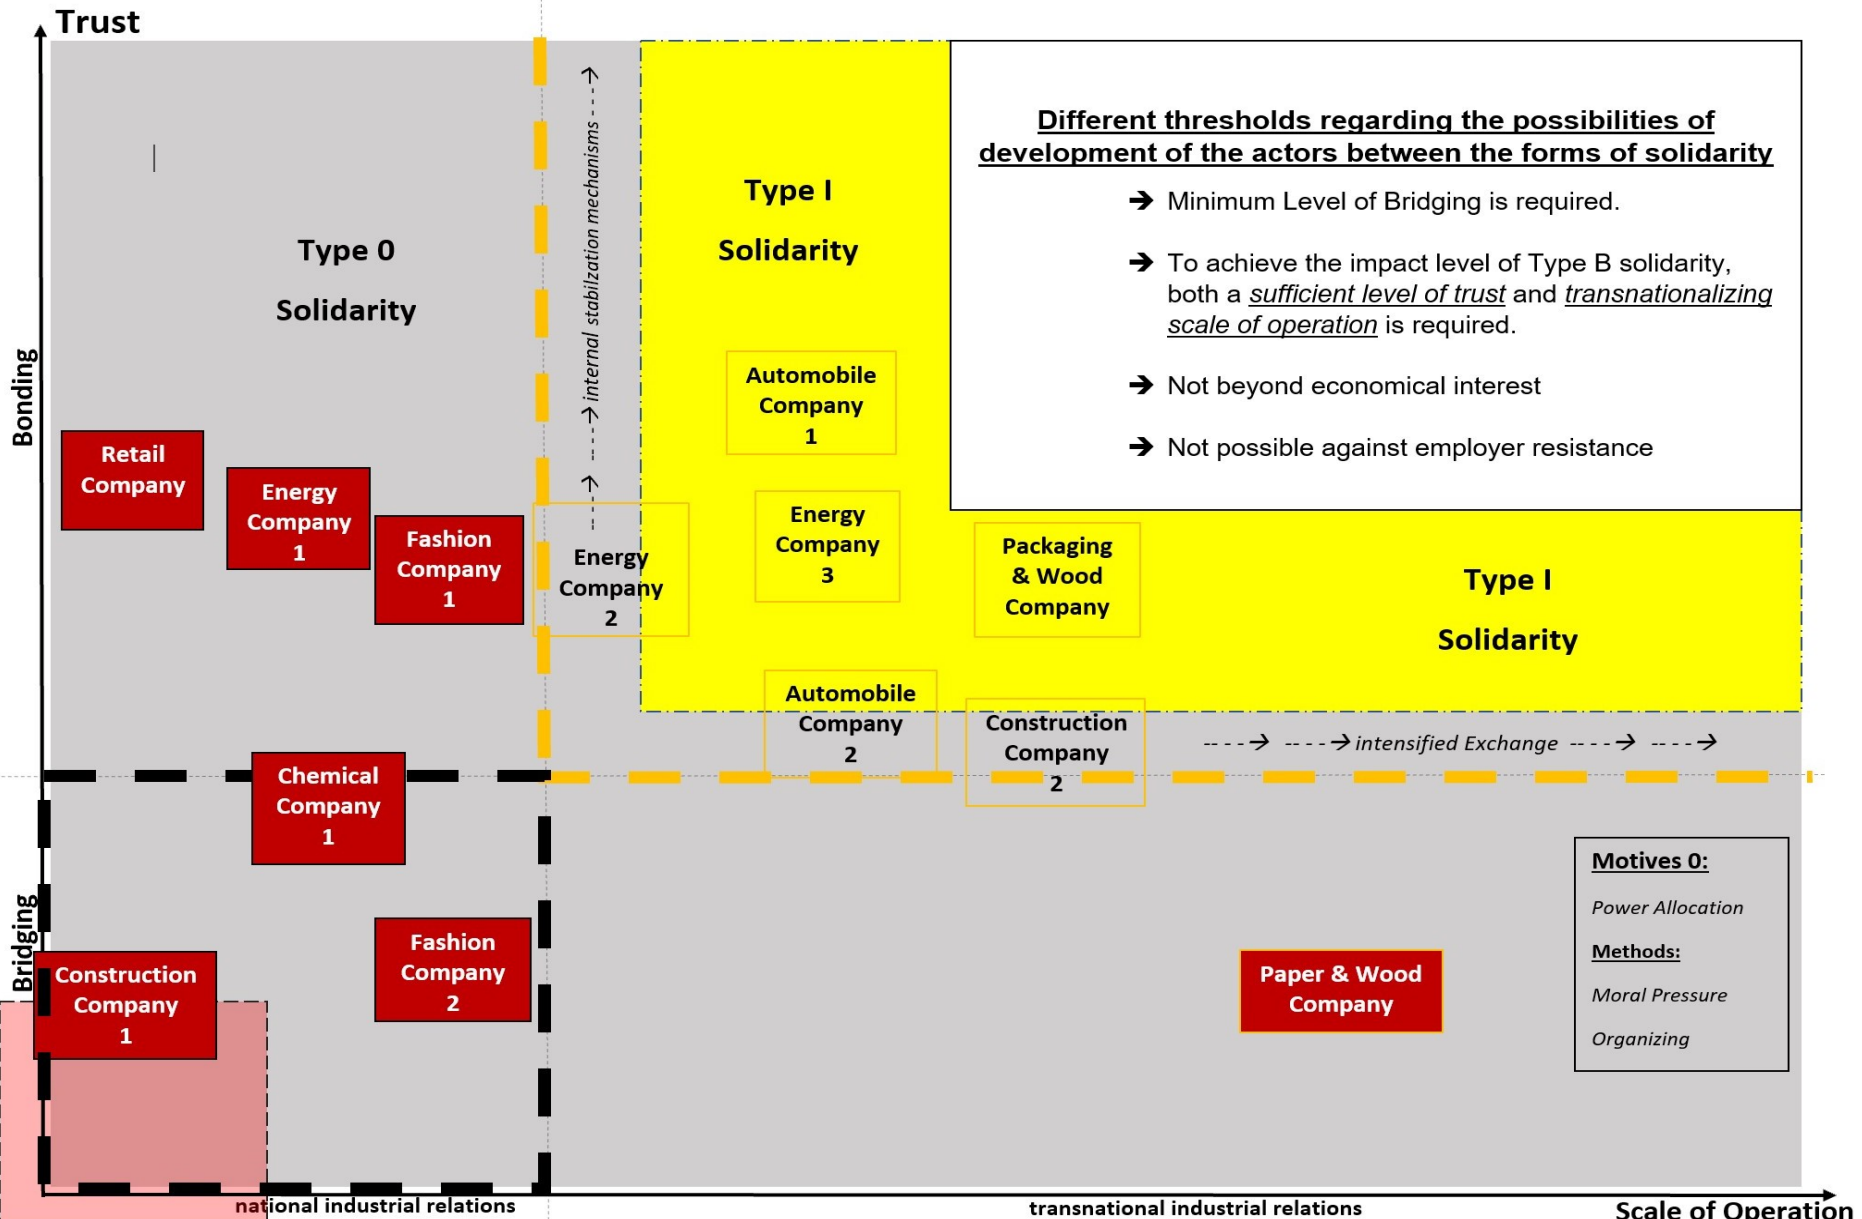 Trust
Different thresholds regarding the possibilities of
development of the actors between the forms of solidarity
➔ Minimum Level of Bridging is required.
➔ To achieve the impact level of Type B solidarity,
both a sufficient level of trust and transnationalizing
scale of operation is required.
➔ Not beyond economical interest
➔ Not possible against employer resistance
Type 0
Solidarity
---- → internal stabilzation mechanisms --- →
Type I
Solidarity
Bonding
Automobile
Company
1
Retail
Company
Energy
Company
1
Fashion
Company
1
Energy
Company
2
Energy
Company
3
Packaging
& Wood
Company
Type I
Solidarity
Automobile
Company
2
Construction
Company
2
-- - - → -- - - → intensified Exchange -- - - → -- - - →
Chemical
Company
1
Bridging
Construction
Company
1
Fashion
Company
2
Paper & Wood
Company
Motives 0:
Power Allocation
Methods:
Moral Pressure
Organizing
national industrial relations
transnational industrial relations
Scale of Operation